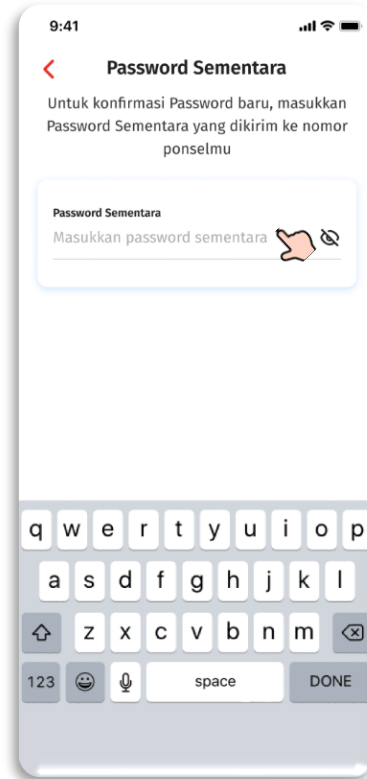 9:41
Password Sementara
Untuk konfirmasi Password baru, masukkan
Password Sementara yang dikirim ke nomor
ponselmu
Password Sementara
Masukkan password sementara
q w e r t y u i o p
a s d f g h j k l
z x c v b n m
123 space DONE